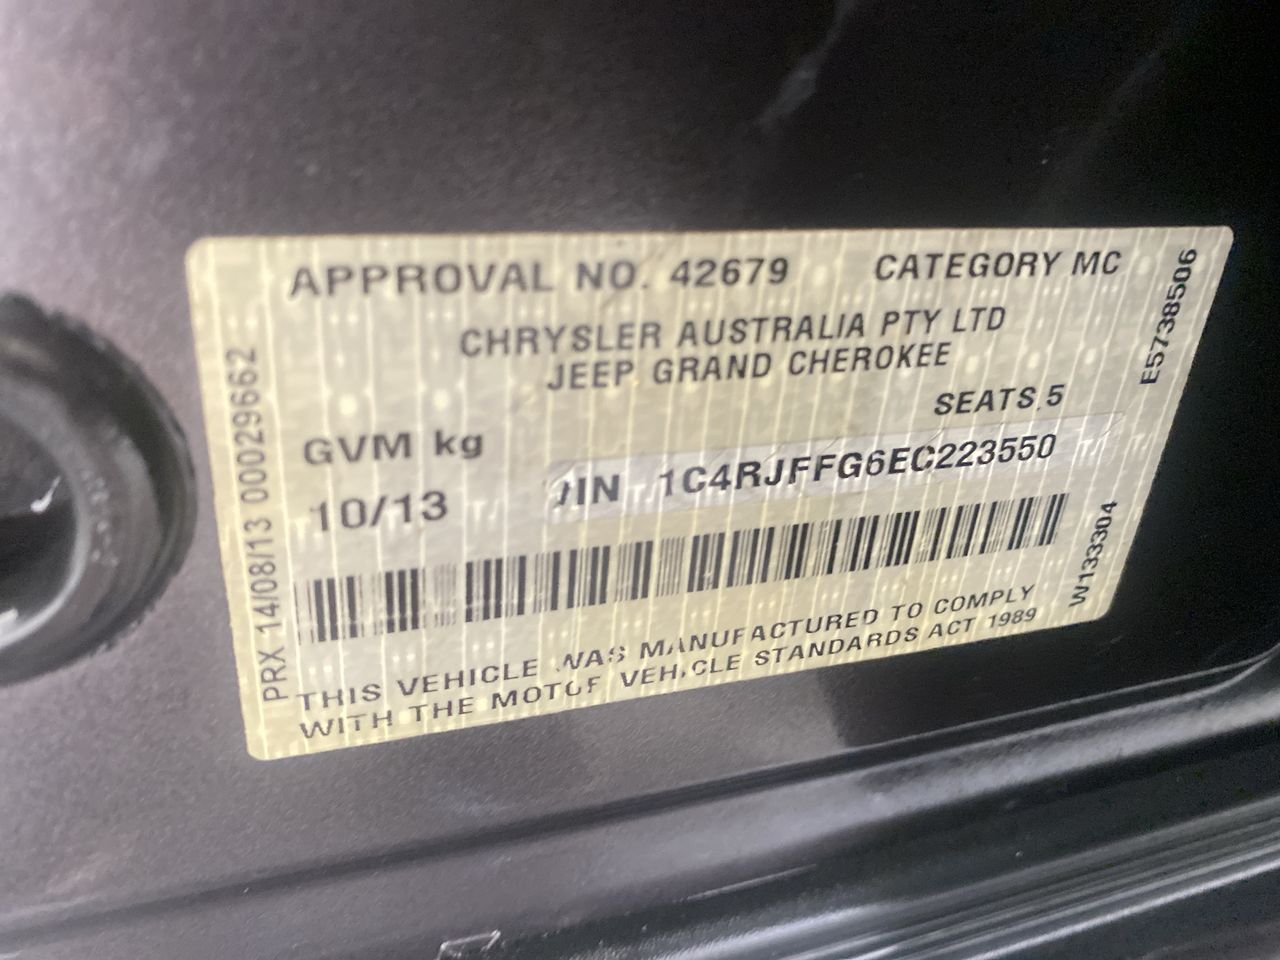 APPROVAL NO. 42679 CATEGORY MC
CHRYSLER AUSTRALIA PTY LTD
JEEP GRAND CHEROKEE
SEATS 5
GVM kg
VIN 1C4RJFFG6EC223550
10/13
THIS VEHICLE WAS MANUFACTURED TO COMPLY
WITH THE MOTOR VEHICLE STANDARDS ACT 1989
PRX 14/08/13 00029662
E5738506
W133304